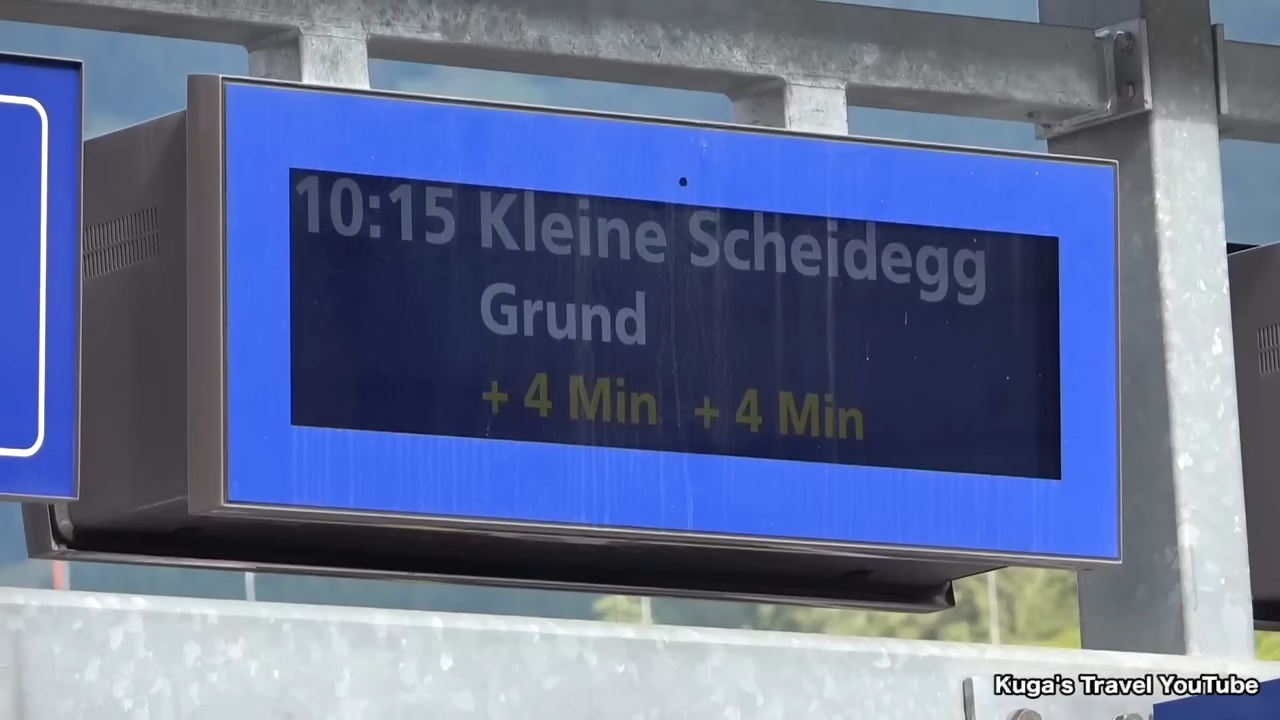 10:15 Kleine Scheidegg
Grund
+ 4 Min + 4 Min
Kuga's Travel YouTube